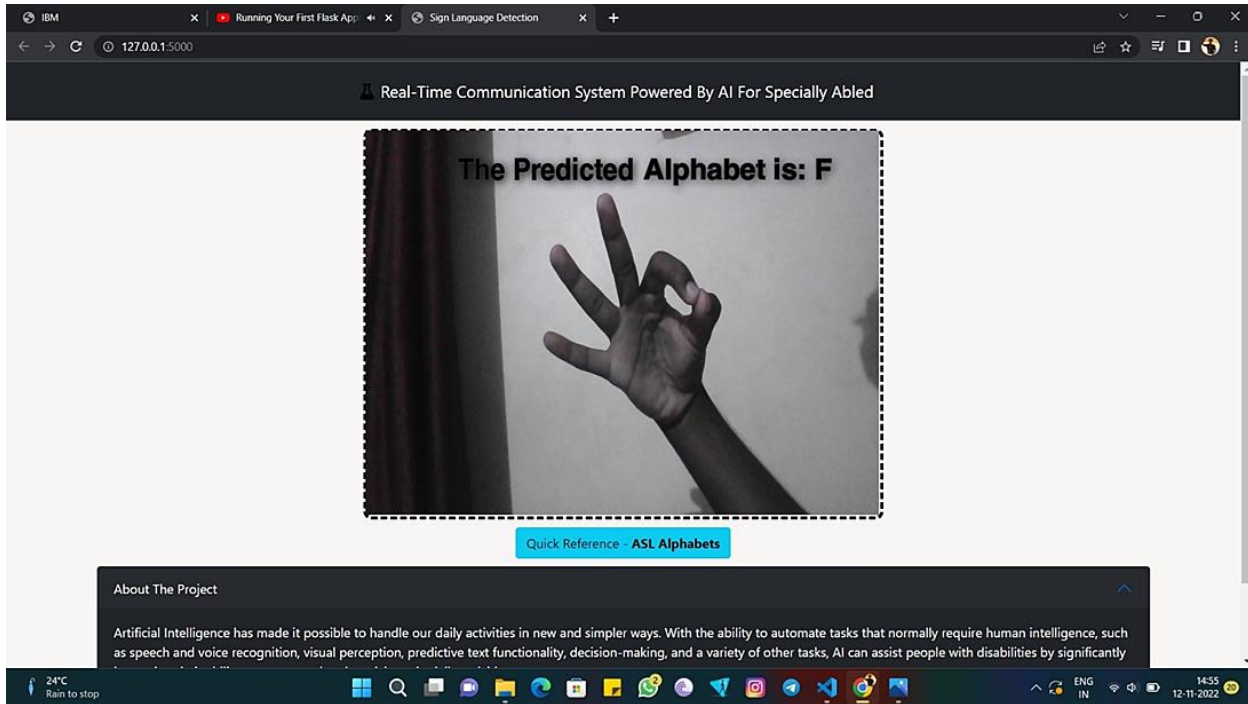 IBM
Running Your First Flask App
Sign Language Detection
127.0.0.1:5000
Real-Time Communication System Powered By AI For Specially Abled
The Predicted Alphabet is: F
Quick Reference - ASL Alphabets
About The Project
Artificial Intelligence has made it possible to handle our daily activities in new and simpler ways. With the ability to automate tasks that normally require human intelligence, such
as speech and voice recognition, visual perception, predictive text functionality, decision-making, and a variety of other tasks, AI can assist people with disabilities by significantly
24°C
Rain to stop
2
ENG
IN
14:55
12-11-2022
20